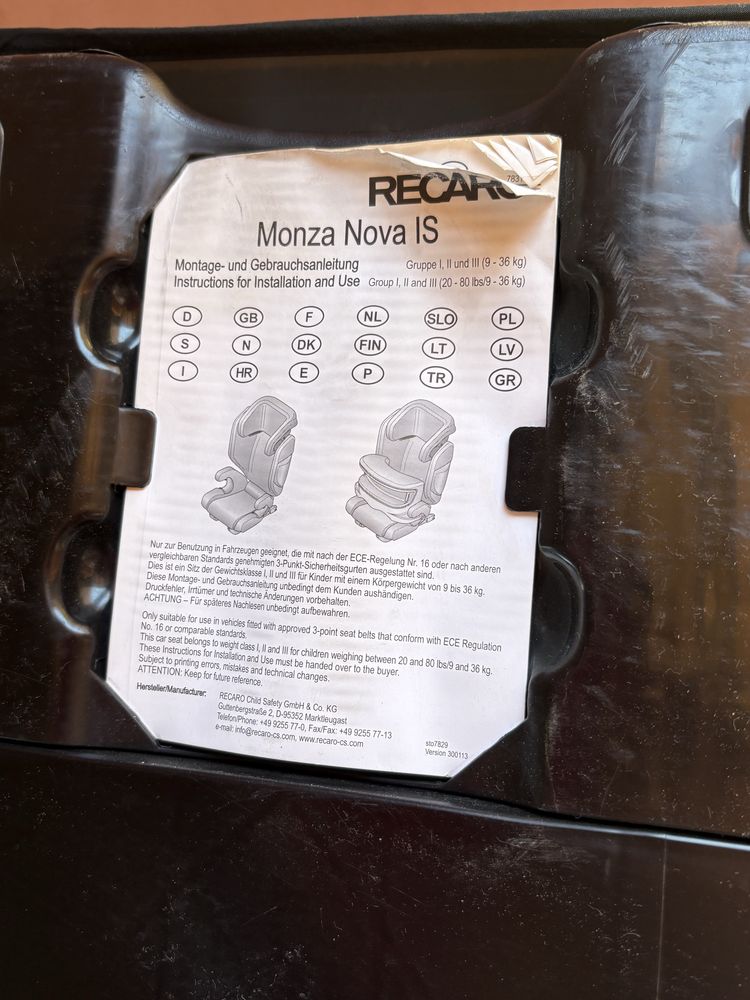 7831
RECARO
Monza Nova IS
Montage- und Gebrauchsanleitung Gruppe I, II und III (9 - 36 kg)
Instructions for Installation and Use Group I, II and III (20 - 80 lbs/9 - 36 kg)
D GB F NL SLO PL
S N DK FIN LT LV
I HR E P TR GR
Nur zur Benutzung in Fahrzeugen geeignet, die mit nach der ECE-Regelung Nr. 16 oder nach anderen
vergleichbaren Standards genehmigten 3-Punkt-Sicherheitsgurten ausgestattet sind.
Dies ist ein Sitz der Gewichtsklasse I, II und III für Kinder mit einem Körpergewicht von 9 bis 36 kg.
Diese Montage- und Gebrauchsanleitung unbedingt dem Kunden aushändigen.
Druckfehler, Irrtümer und technische Änderungen vorbehalten.
ACHTUNG – Für späteres Nachlesen unbedingt aufbewahren.
Only suitable for use in vehicles fitted with approved 3-point seat belts that conform with ECE Regulation
No. 16 or comparable standards.
This car seat belongs to weight class I, II and III for children weighing between 20 and 80 lbs/9 and 36 kg.
These Instructions for Installation and Use must be handed over to the buyer.
Subject to printing errors, mistakes and technical changes.
ATTENTION: Keep for future reference.
Hersteller/Manufacturer: RECARO Child Safety GmbH & Co. KG
Guttenbergstraße 2, D-95352 Marktleugast
Telefon/Phone: +49 9255 77-0, Fax/Fax: +49 9255 77-13
e-mail: info@recaro-cs.com, www.recaro-cs.com
sto7829
Version 300113